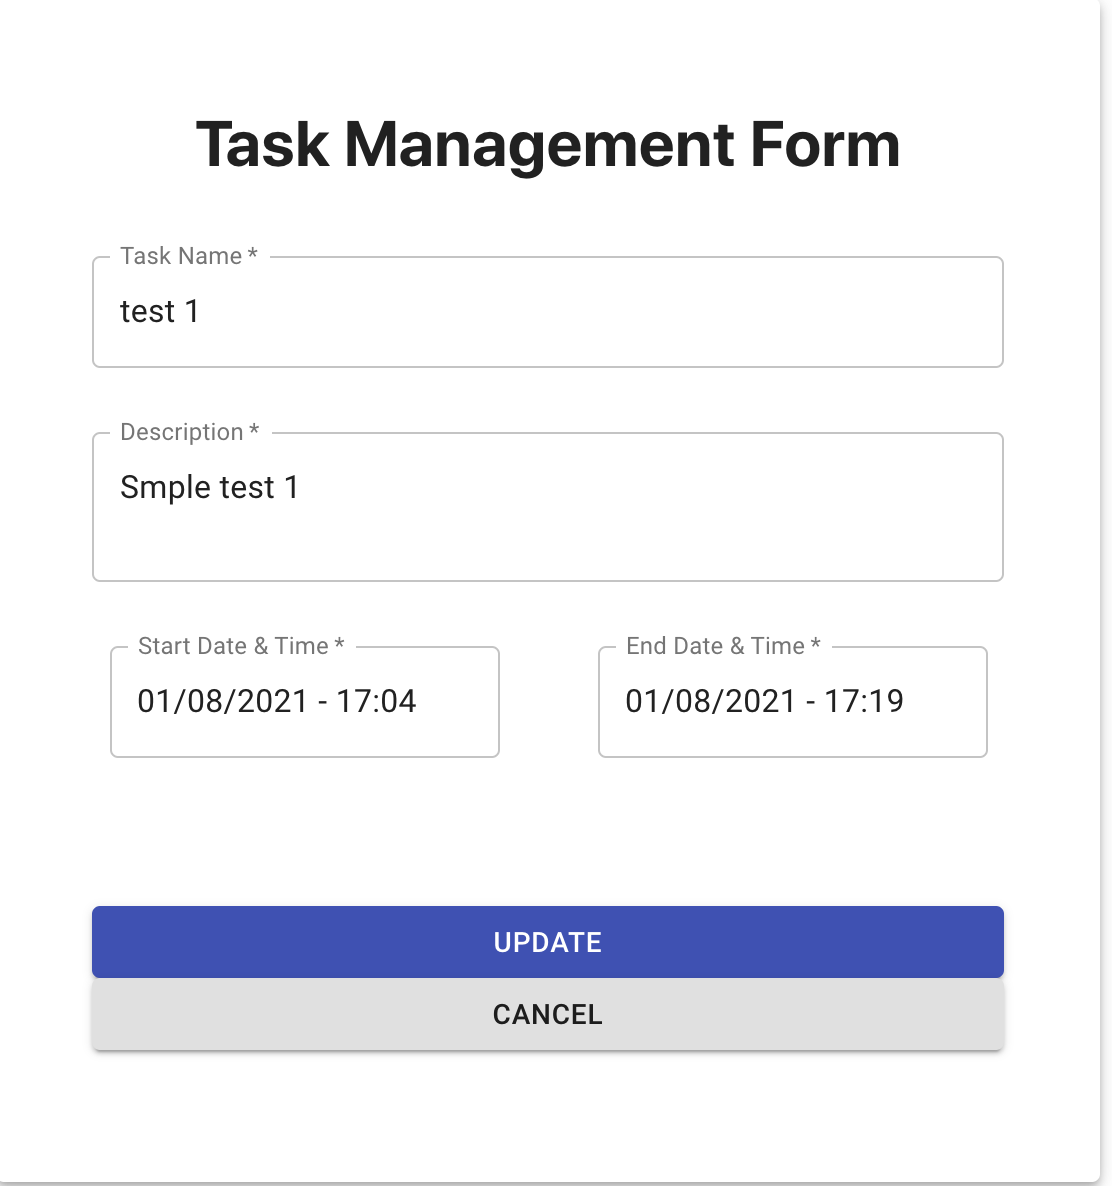 Task Management Form
Task Name *
test 1
Description *
Smple test 1
Start Date & Time *
End Date & Time *
01/08/2021 - 17:04
01/08/2021 - 17:19
UPDATE
CANCEL